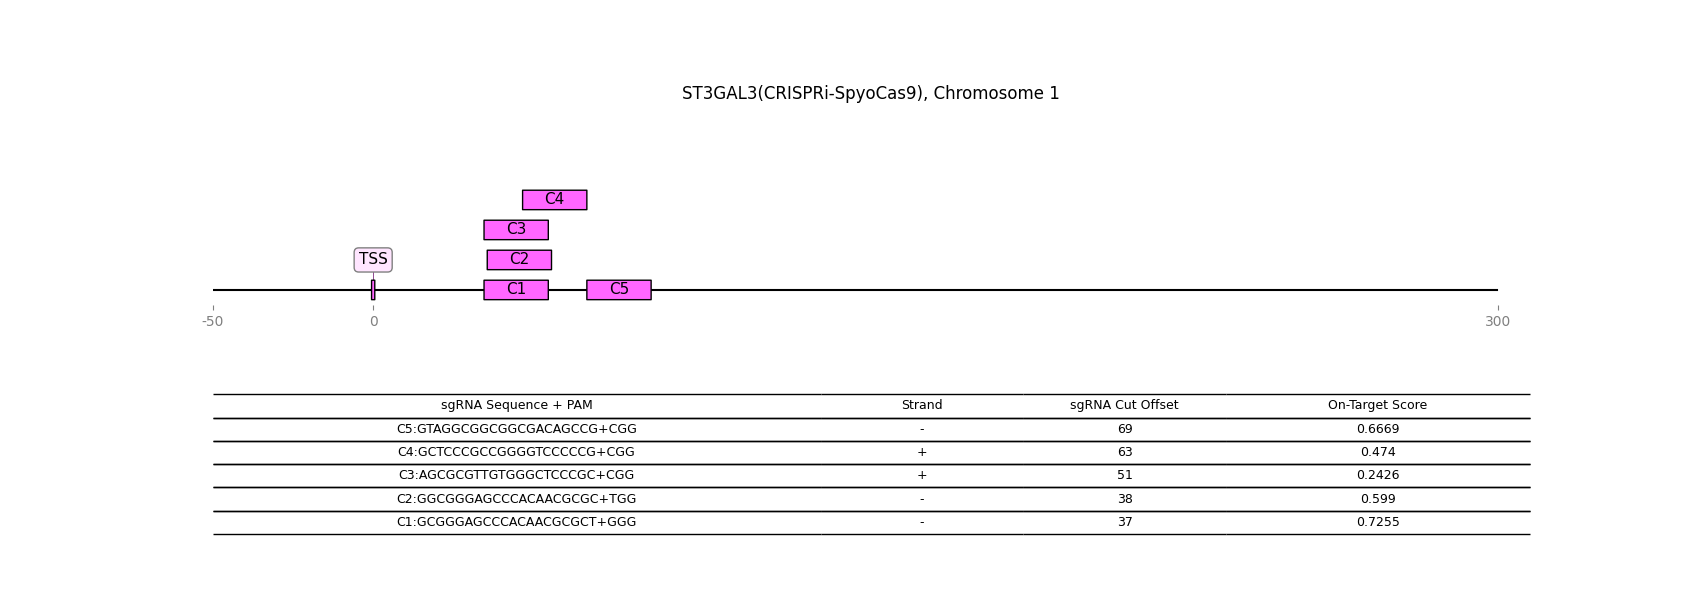 ST3GAL3(CRISPRi-SpyoCas9), Chromosome 1
C4
C3
TSS C2
C1 C5
-50 0 300
sgRNA Sequence + PAM Strand sgRNA Cut Offset On-Target Score
C5:GTAGGCGGCGGCGACAGCCG+CGG - 69 0.6669
C4:GCTCCCGCCGGGGTCCCCCG+CGG + 63 0.474
C3:AGCGCGTTGTGGGCTCCCGC+CGG + 51 0.2426
C2:GGCGGGAGCCCACAACGCGC+TGG - 38 0.599
C1:GCGGGAGCCCACAACGCGCT+GGG - 37 0.7255